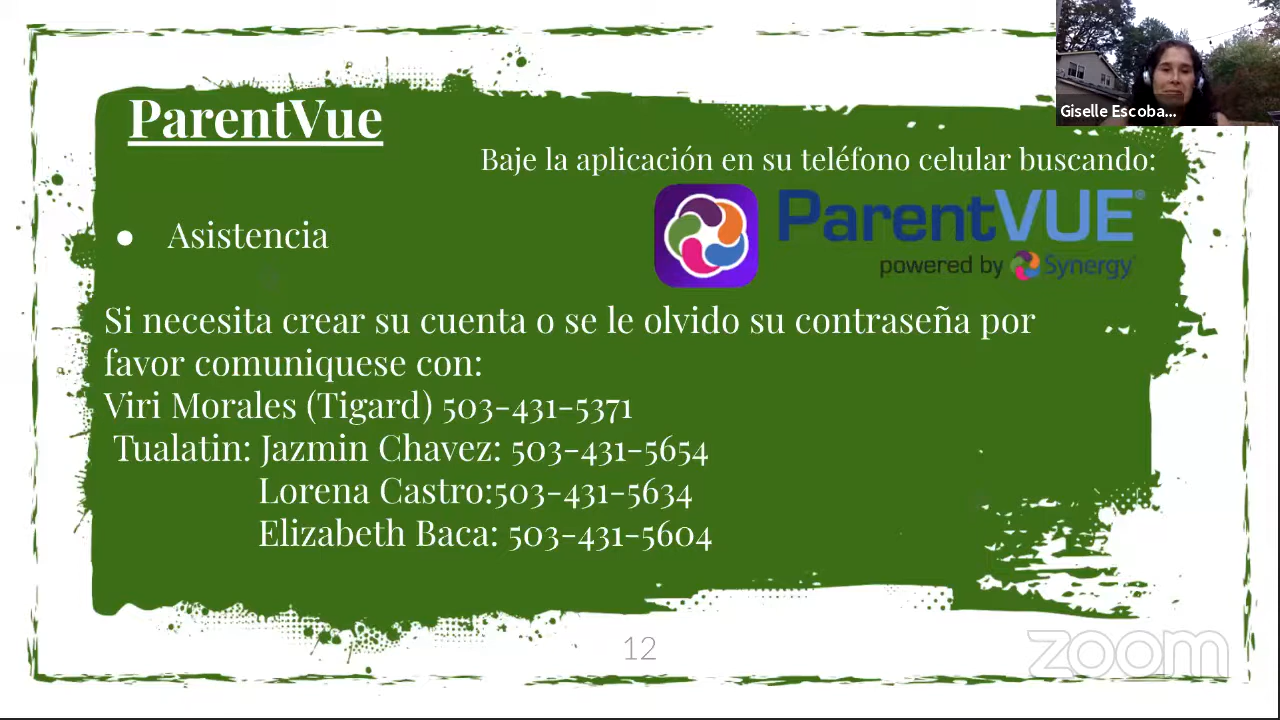 Giselle Escoba...
ParentVue
Baje la aplicación en su teléfono celular buscando:
ParentVUE®
powered by Synergy
● Asistencia
Si necesita crear su cuenta o se le olvido su contraseña por
favor comuniquese con:
Viri Morales (Tigard) 503-431-5371
Tualatin: Jazmin Chavez: 503-431-5654
Lorena Castro:503-431-5634
Elizabeth Baca: 503-431-5604
12
zoom